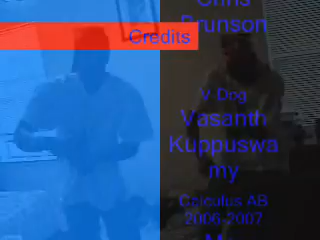 Chris
Brunson
Credits
V-Dog
Vasanth
Kuppuswa
my
Calculus AB
2006-2007